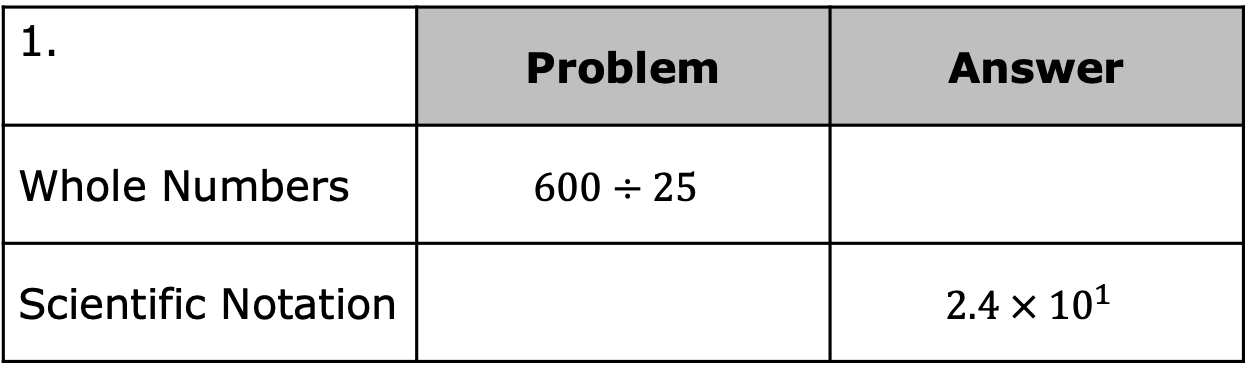 1.
Problem
Answer
Whole Numbers
600 ÷ 25
Scientific Notation
2.4 × 10¹